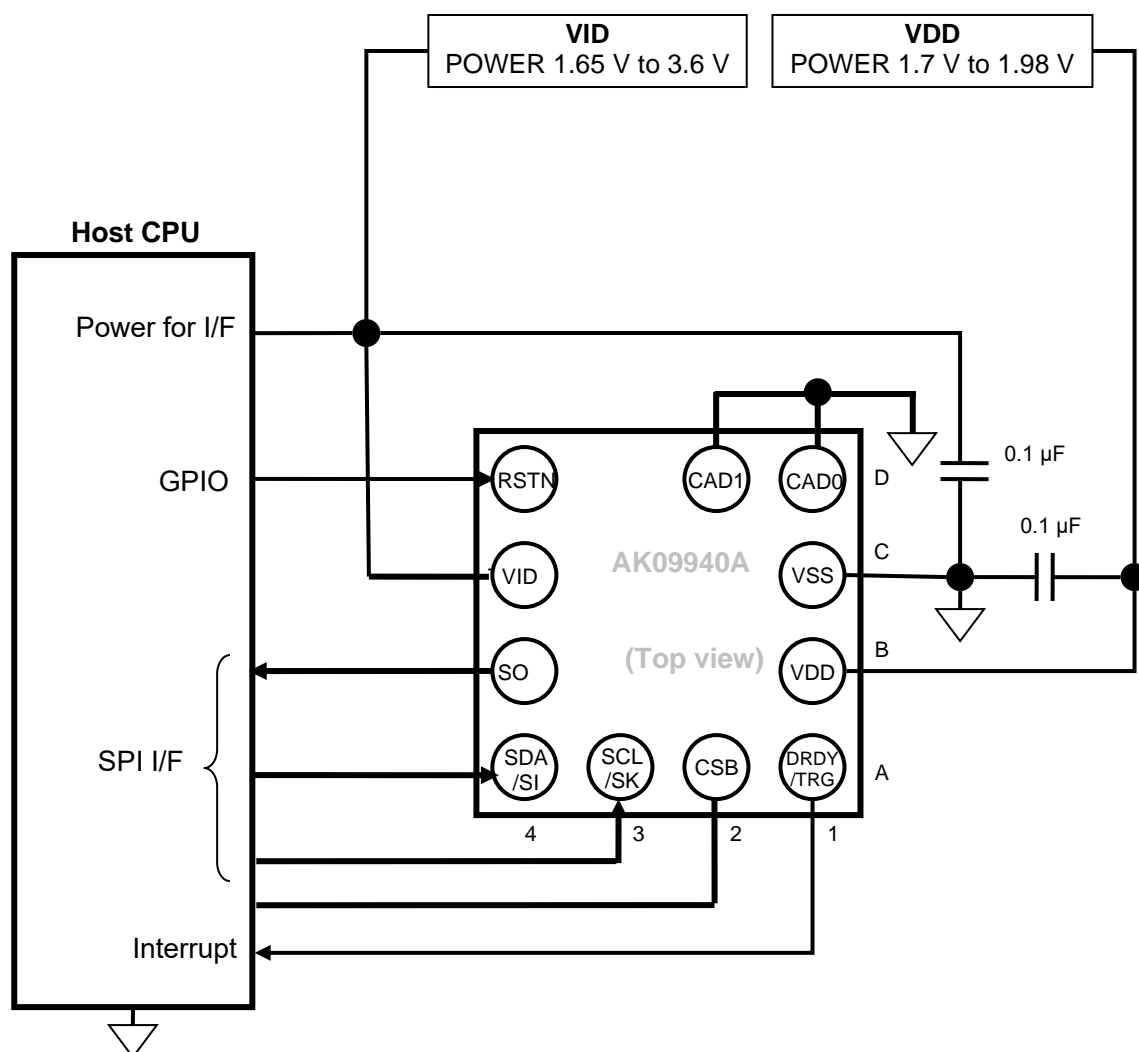 VID
POWER 1.65 V to 3.6 V
VDD
POWER 1.7 V to 1.98 V
Host CPU
Power for I/F
GPIO
RSTN
CAD1
CAD0
D
0.1 µF
0.1 µF
VID
AK09940A
VSS
C
SO
(Top view)
VDD
B
SPI I/F
SDA
/SI
SCL
/SK
CSB
DRDY
/TRG
A
4
3
2
1
Interrupt